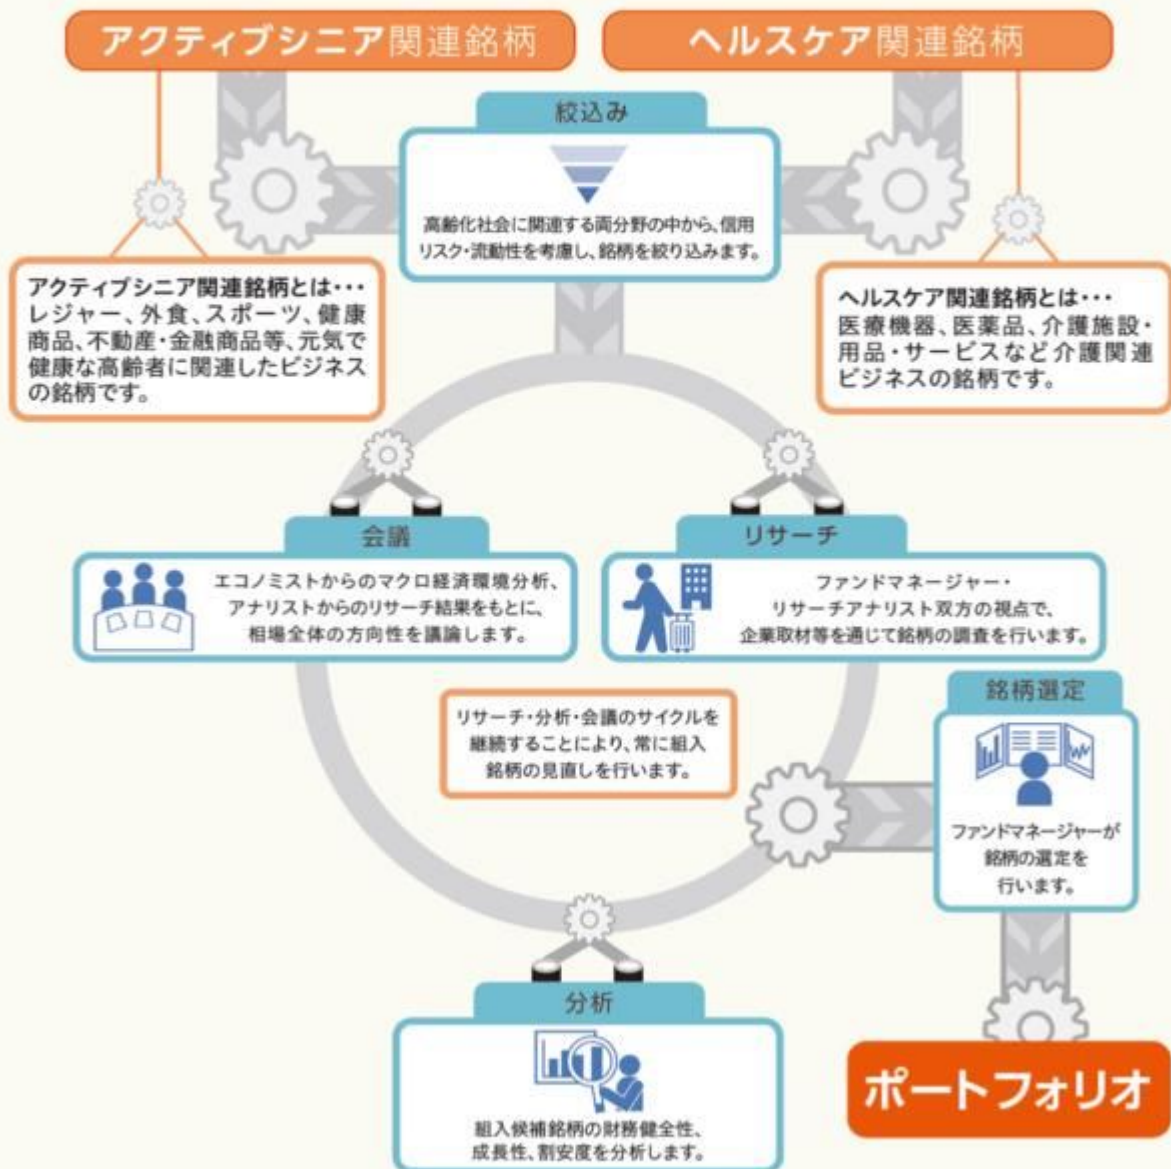 アクティブシニア関連銘柄
ヘルスケア関連銘柄
絞込み
高齢化社会に関連する両分野の中から、信用
リスク・流動性を考慮し、銘柄を絞り込みます。
アクティブシニア関連銘柄とは・・・
レジャー、外食、スポーツ、健康
商品、不動産・金融商品等、元気で
健康な高齢者に関連したビジネス
の銘柄です。
ヘルスケア関連銘柄とは・・・
医療機器、医薬品、介護施設・
用品・サービスなど介護関連
ビジネスの銘柄です。
会議
エコノミストからのマクロ経済環境分析、
アナリストからのリサーチ結果をもとに、
相場全体の方向性を議論します。
リサーチ
ファンドマネージャー・
リサーチアナリスト双方の視点で、
企業取材等を通じて銘柄の調査を行います。
リサーチ・分析・会議のサイクルを
継続することにより、常に組入
銘柄の見直しを行います。
銘柄選定
ファンドマネージャーが
銘柄の選定を
行います。
分析
組入候補銘柄の財務健全性、
成長性、割安度を分析します。
ポートフォリオ